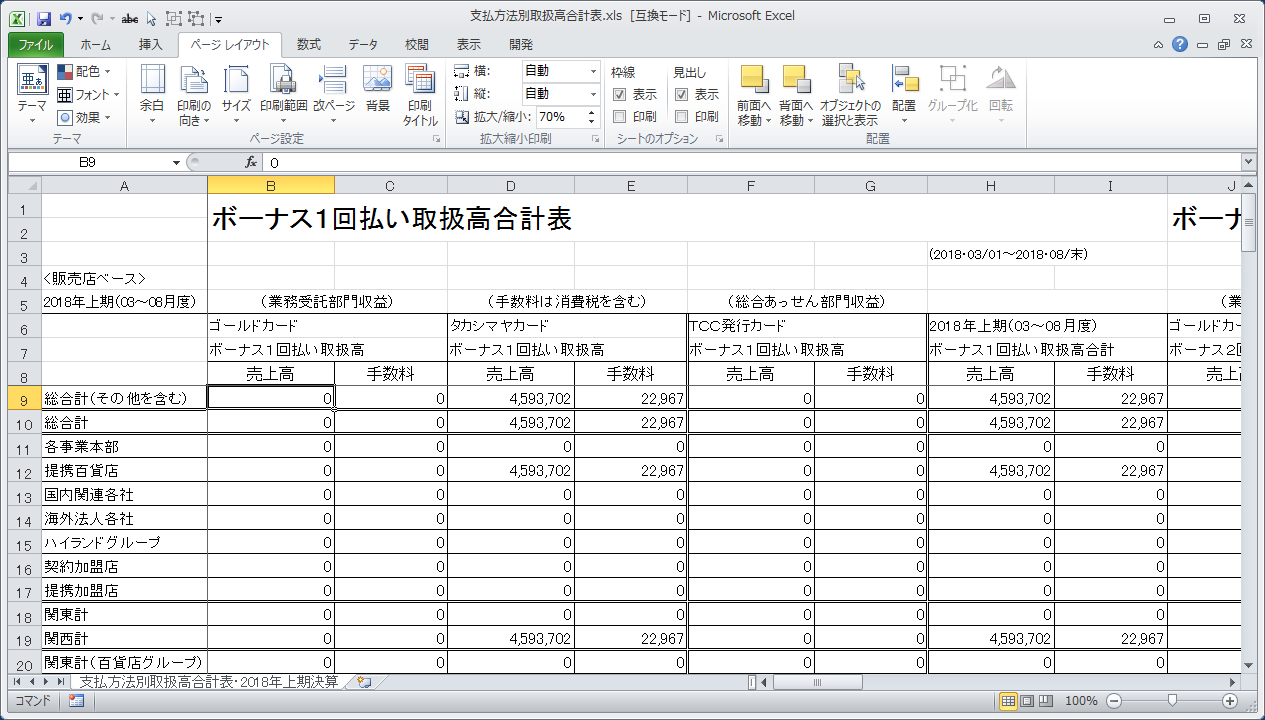 支払方法別取扱高合計表.xls [互換モード] - Microsoft Excel
ファイル ホーム 挿入 ページ レイアウト 数式 データ 校閲 表示 開発
亜 配色 横: 自動 枠線 見出し
フォント 縦: 自動 表示 表示
テーマ 効果 余白 印刷の向き サイズ 印刷範囲 改ページ 背景 印刷タイトル 拡大/縮小: 70% 印刷 印刷 前面へ移動 背面へ移動 オブジェクトの選択と表示 配置 グループ化 回転
テーマ ページ設定 拡大縮小印刷 シートのオプション 配置
B9 fx 0
A B C D E F G H I J
1
2 ボーナス1回払い取扱高合計表 ボーナ
3 (2018・03/01～2018・08/末)
4 <販売店ベース>
5 2018年上期(03～08月度) (業務受託部門収益) (手数料は消費税を含む) (総合あっせん部門収益) (業
6 ゴールドカード タカシマヤカード TCC発行カード 2018年上期(03～08月度) ゴールドカー
7 ボーナス1回払い取扱高 ボーナス1回払い取扱高 ボーナス1回払い取扱高 ボーナス1回払い取扱高合計 ボーナス2回
8 売上高 手数料 売上高 手数料 売上高 手数料 売上高 手数料 売上
9 総合計(その他を含む) 0 0 4,593,702 22,967 0 0 4,593,702 22,967
10 総合計 0 0 4,593,702 22,967 0 0 4,593,702 22,967
11 各事業本部 0 0 0 0 0 0 0 0
12 提携百貨店 0 0 4,593,702 22,967 0 0 4,593,702 22,967
13 国内関連各社 0 0 0 0 0 0 0 0
14 海外法人各社 0 0 0 0 0 0 0 0
15 ハイランドグループ 0 0 0 0 0 0 0 0
16 契約加盟店 0 0 0 0 0 0 0 0
17 提携加盟店 0 0 0 0 0 0 0 0
18 関東計 0 0 0 0 0 0 0 0
19 関西計 0 0 4,593,702 22,967 0 0 4,593,702 22,967
20 関東計(百貨店グループ) 0 0 0 0 0 0 0 0
支払方法別取扱高合計表・2018年上期決算
コマンド 100%